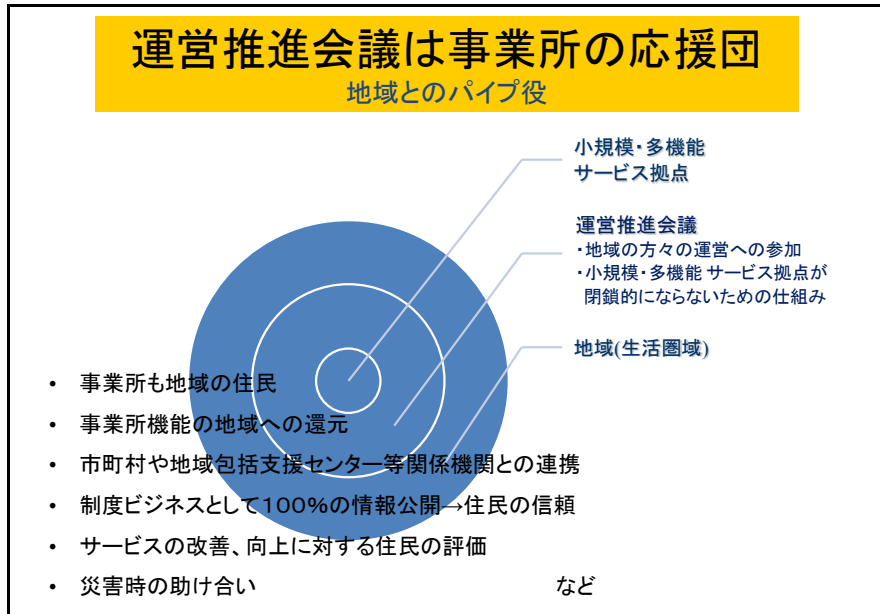 運営推進会議は事業所の応援団
地域とのパイプ役
小規模・多機能
サービス拠点
運営推進会議
・地域の方々の運営への参加
・小規模・多機能 サービス拠点が
閉鎖的にならないための仕組み
地域(生活圏域)
• 事業所も地域の住民
• 事業所機能の地域への還元
• 市町村や地域包括支援センター等関係機関との連携
• 制度ビジネスとして100%の情報公開→住民の信頼
• サービスの改善、向上に対する住民の評価
• 災害時の助け合い など